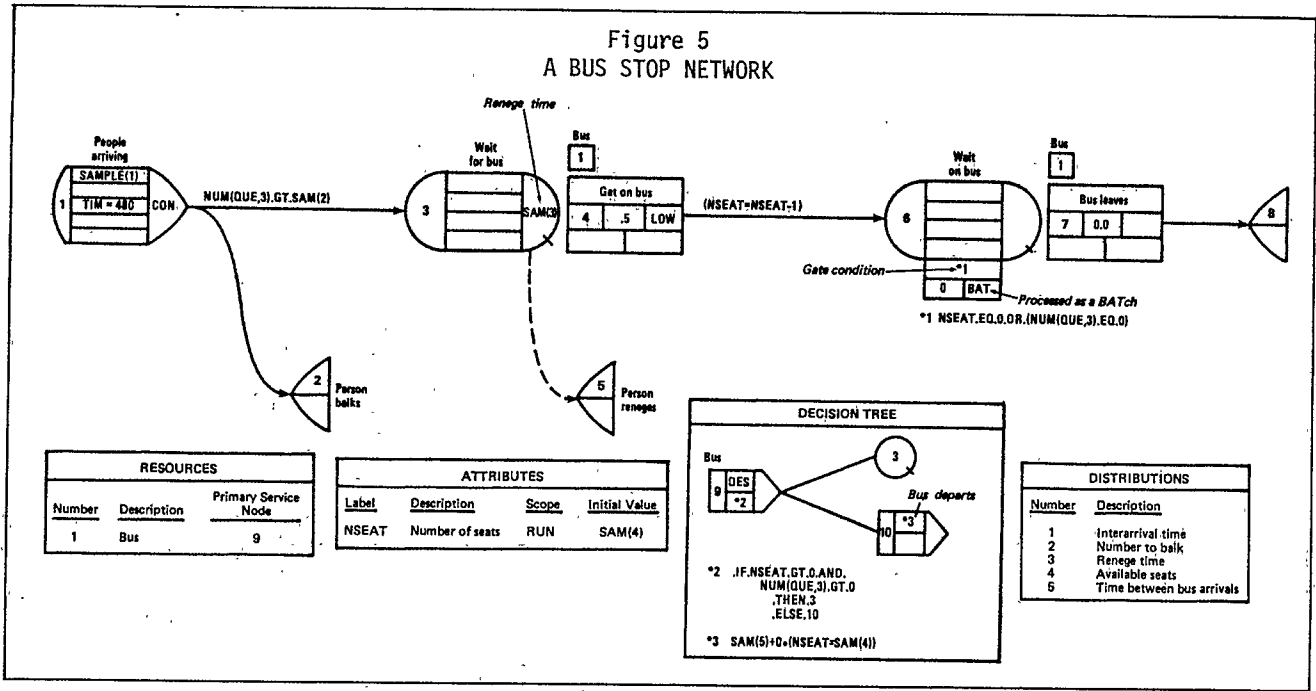 Figure 5
A BUS STOP NETWORK
Renege time
People
arriving
1
SAMPLE(1)
TIM = 480
CON.
NUM(QUE,3).GT.SAM(2)
Wait
for bus
3
SAM(3)
Bus
1
Get on bus
4 .5 LOW
(NSEAT=NSEAT-1)
Wait
on bus
6
Gate condition
*1
0 BAT
Processed as a BATch
*1 NSEAT.EQ.0.OR.(NUM(QUE,3).EQ.0)
Bus
1
Bus leaves
7 0.0
8
2
Person
balks
5
Person
reneges
RESOURCES
Number Description Primary Service Node
1 Bus 9
ATTRIBUTES
Label Description Scope Initial Value
NSEAT Number of seats RUN SAM(4)
DECISION TREE
Bus
9 DES
*2
3
Bus departs
10 *3
*2 .IF.NSEAT.GT.0.AND.
NUM(QUE,3).GT.0
.THEN.3
.ELSE.10
*3 SAM(5)+0*(NSEAT=SAM(4))
DISTRIBUTIONS
Number Description
1 Interarrival time
2 Number to balk
3 Renege time
4 Available seats
5 Time between bus arrivals